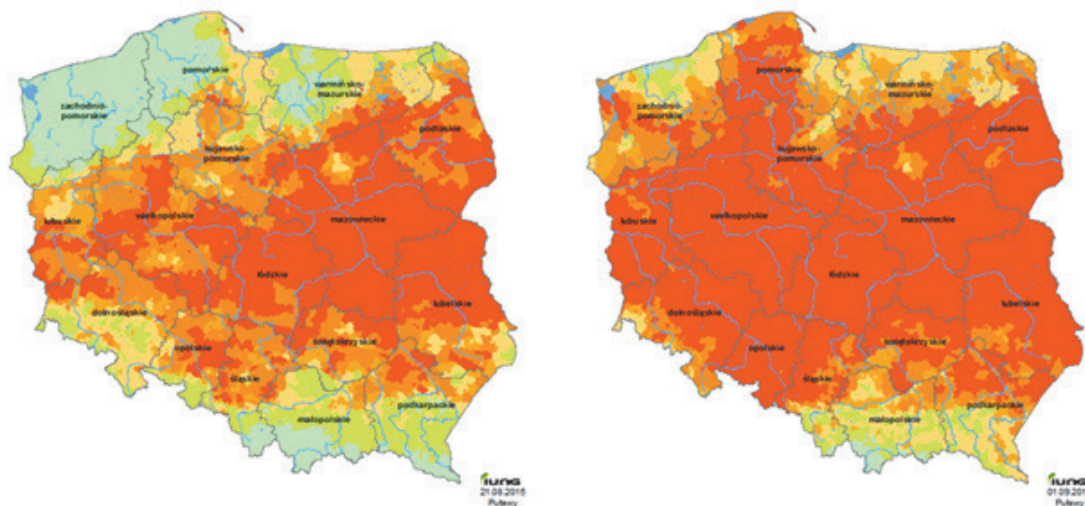 pomorskie
zachodnio-
pomorskie
warmińsko-
mazurskie
podlaskie
kujawsko-
pomorskie
lubuskie
wielkopolskie
mazowieckie
łódzkie
lubelskie
dolnośląskie
opolskie
świętokrzyskie
śląskie
podkarpackie
małopolskie
IUNG
21.08.2015
Puławy
pomorskie
zachodnio-
pomorskie
warmińsko-
mazurskie
podlaskie
kujawsko-
pomorskie
lubuskie
wielkopolskie
mazowieckie
łódzkie
lubelskie
dolnośląskie
opolskie
świętokrzyskie
śląskie
podkarpackie
małopolskie
IUNG
Puławy